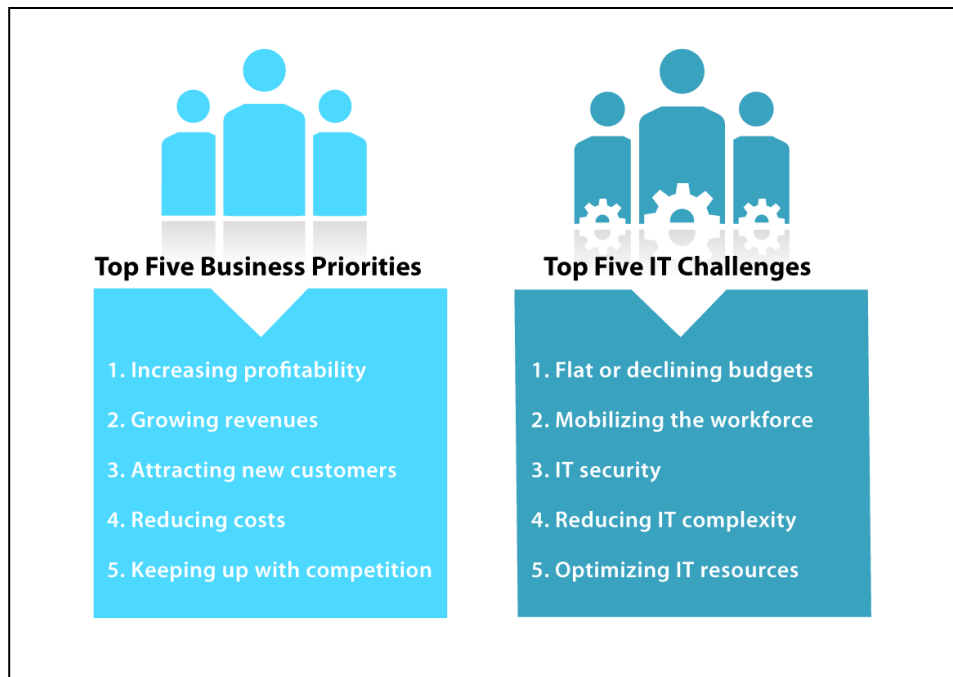 Top Five Business Priorities
1. Increasing profitability
2. Growing revenues
3. Attracting new customers
4. Reducing costs
5. Keeping up with competition
Top Five IT Challenges
1. Flat or declining budgets
2. Mobilizing the workforce
3. IT security
4. Reducing IT complexity
5. Optimizing IT resources